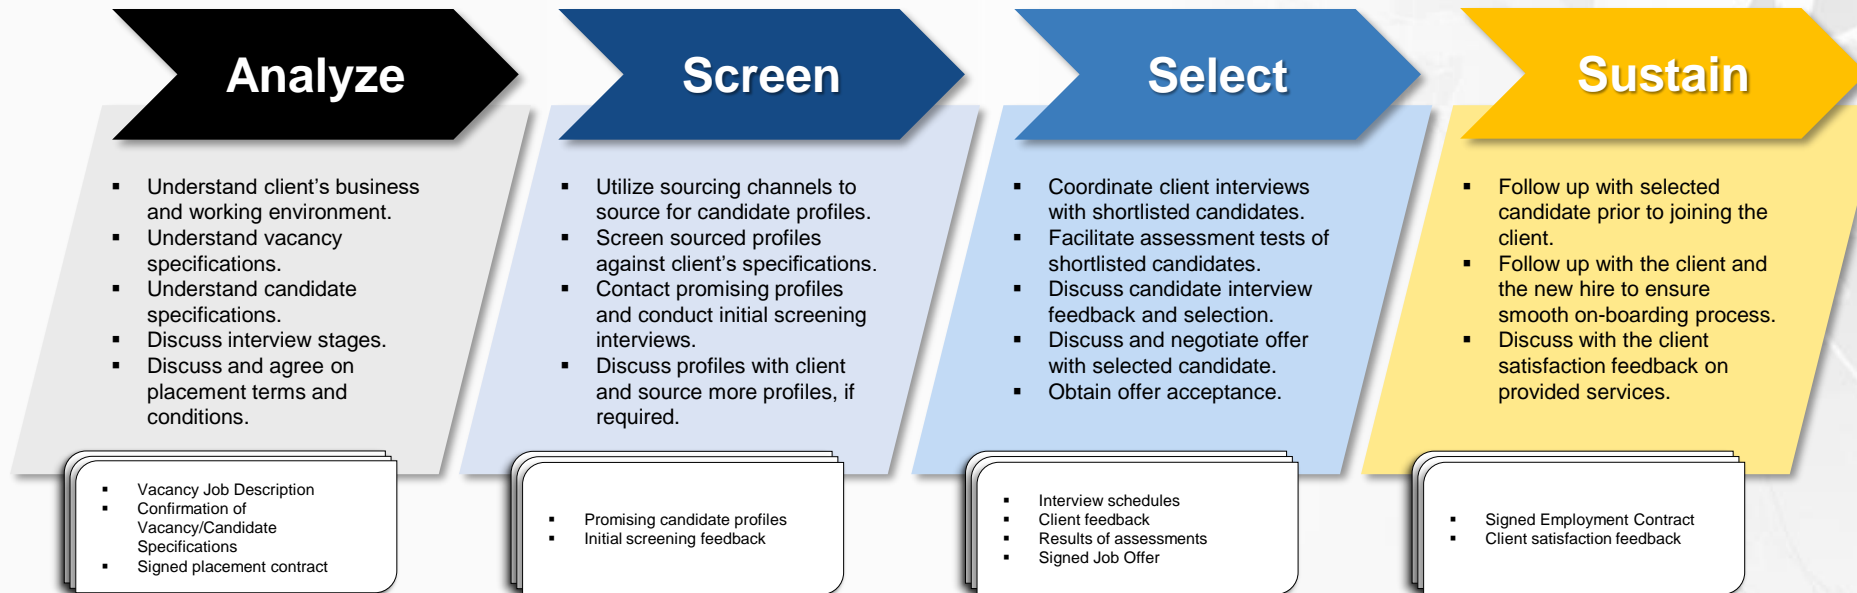 Analyze
▪ Understand client's business
and working environment.
▪ Understand vacancy
specifications.
▪ Understand candidate
specifications.
▪ Discuss interview stages.
▪ Discuss and agree on
placement terms and
conditions.
▪ Vacancy Job Description
▪ Confirmation of
Vacancy/Candidate
Specifications
▪ Signed placement contract
Screen
▪ Utilize sourcing channels to
source for candidate profiles.
▪ Screen sourced profiles
against client's specifications.
▪ Contact promising profiles
and conduct initial screening
interviews.
▪ Discuss profiles with client
and source more profiles, if
required.
▪ Promising candidate profiles
▪ Initial screening feedback
Select
▪ Coordinate client interviews
with shortlisted candidates.
▪ Facilitate assessment tests of
shortlisted candidates.
▪ Discuss candidate interview
feedback and selection.
▪ Discuss and negotiate offer
with selected candidate.
▪ Obtain offer acceptance.
▪ Interview schedules
▪ Client feedback
▪ Results of assessments
▪ Signed Job Offer
Sustain
▪ Follow up with selected
candidate prior to joining the
client.
▪ Follow up with the client and
the new hire to ensure
smooth on-boarding process.
▪ Discuss with the client
satisfaction feedback on
provided services.
▪ Signed Employment Contract
▪ Client satisfaction feedback